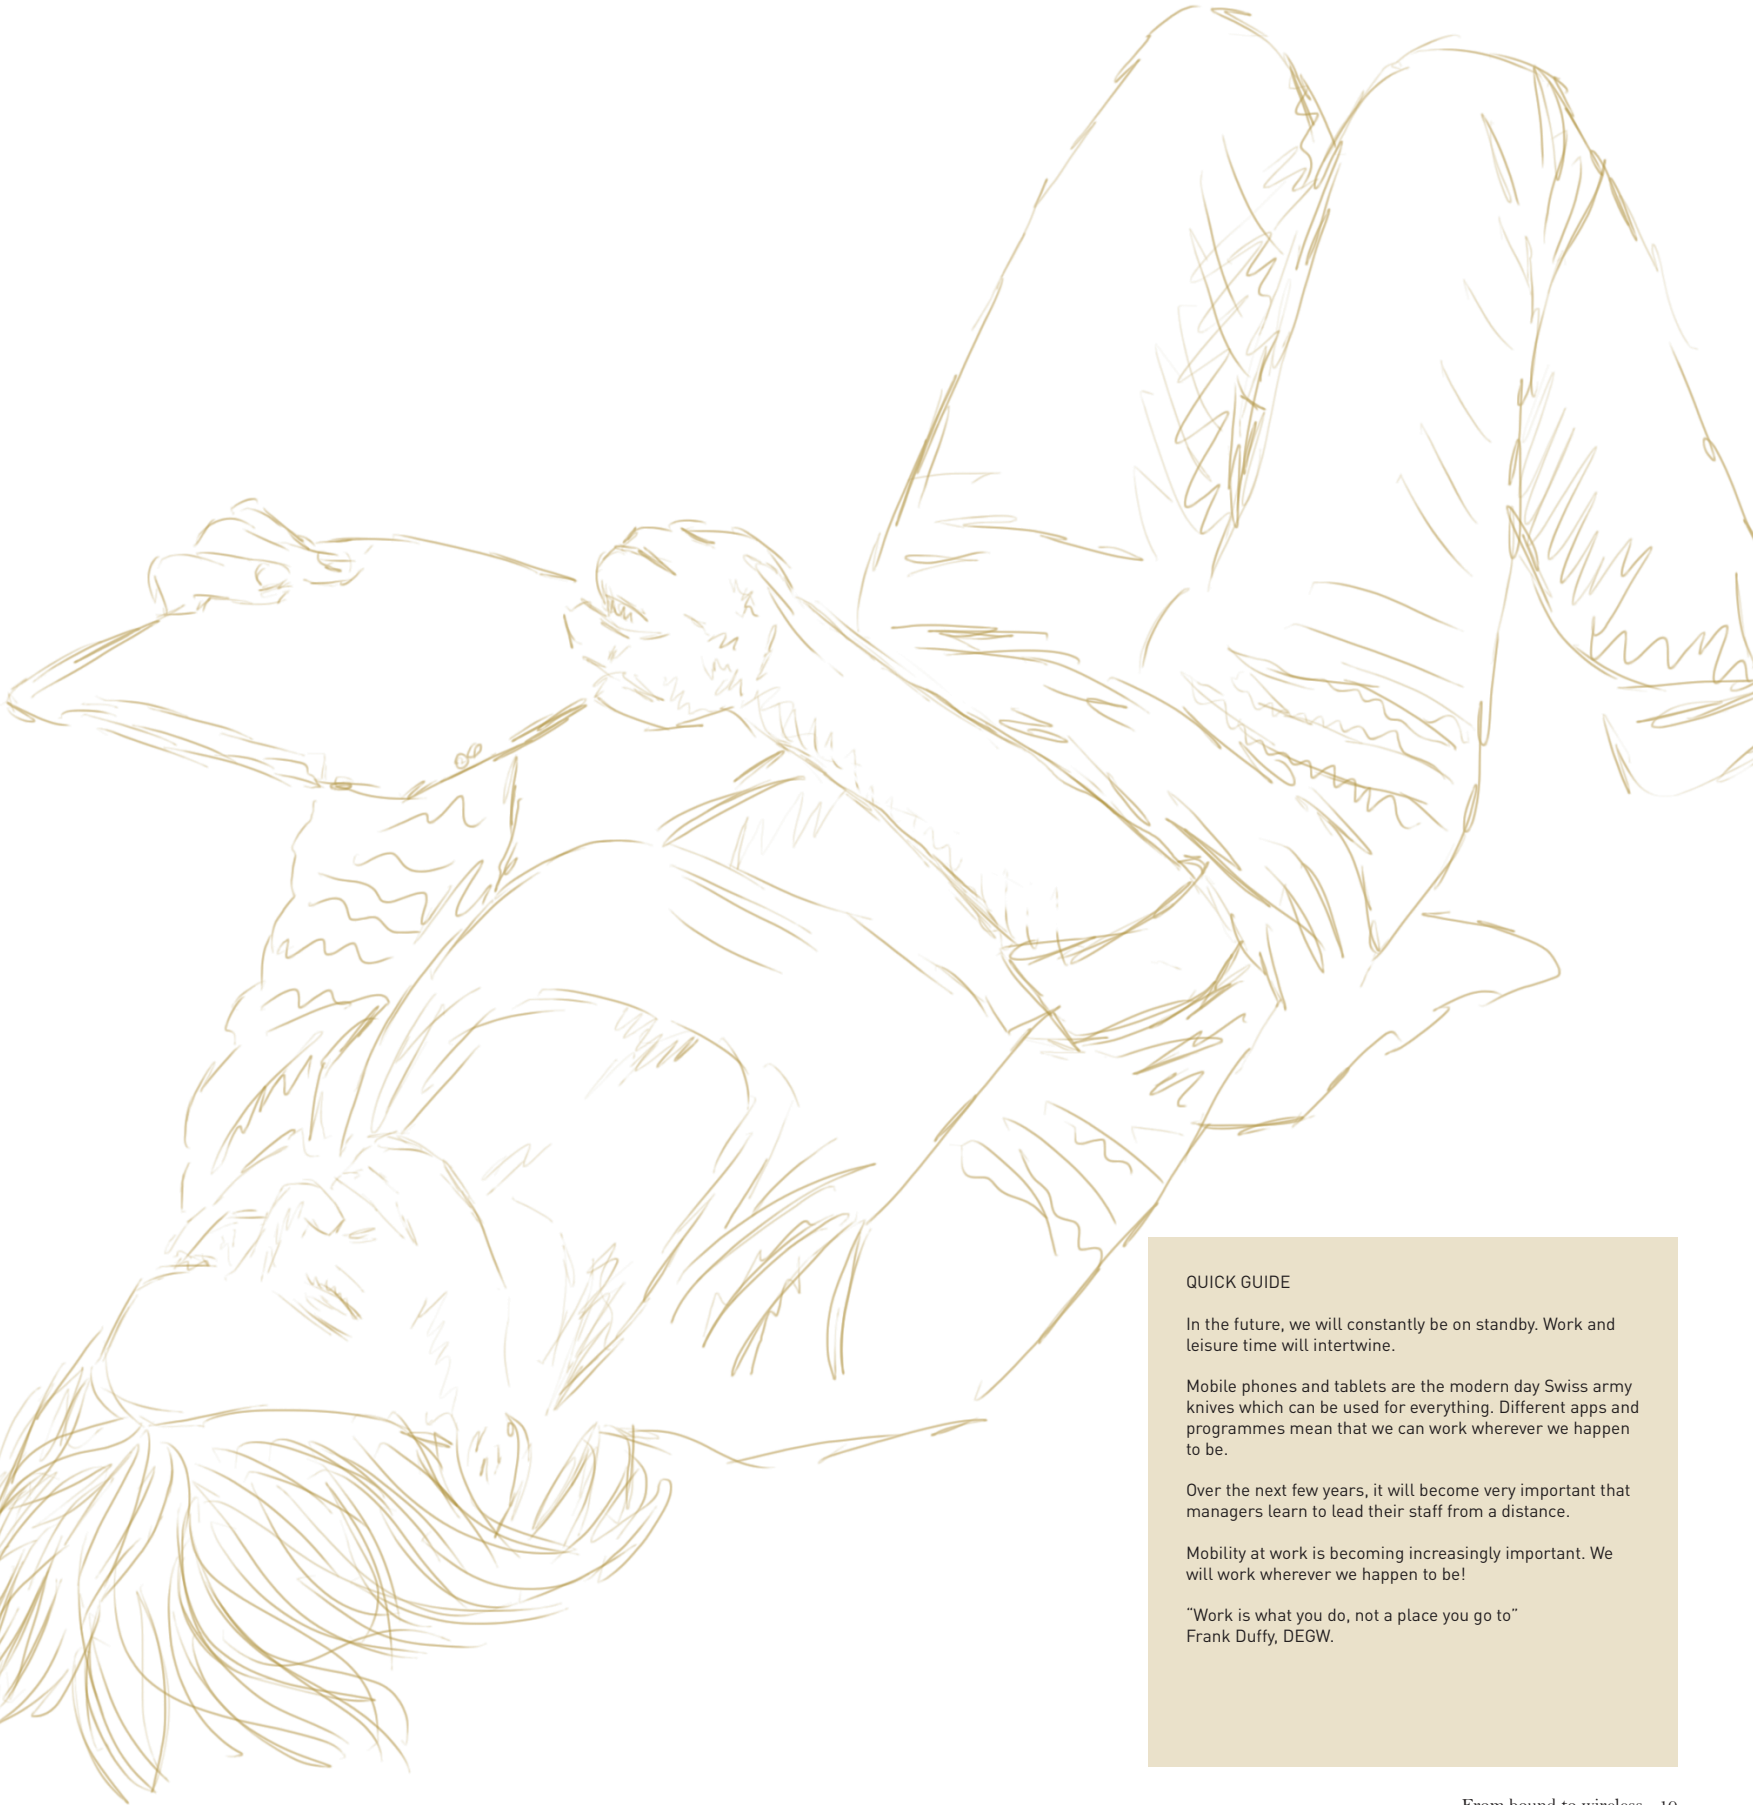 QUICK GUIDE
In the future, we will constantly be on standby. Work and
leisure time will intertwine.
Mobile phones and tablets are the modern day Swiss army
knives which can be used for everything. Different apps and
programmes mean that we can work wherever we happen
to be.
Over the next few years, it will become very important that
managers learn to lead their staff from a distance.
Mobility at work is becoming increasingly important. We
will work wherever we happen to be!
“Work is what you do, not a place you go to”
Frank Duffy, DEGW.
From bound to wireless